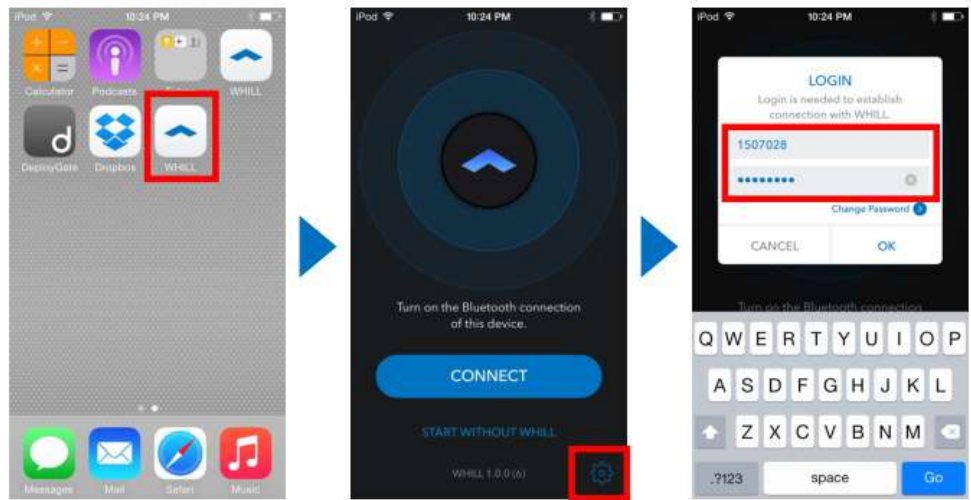 iPod
10:24 PM
Calculator
Podcasts
WHILL
d
DeployGate
Dropbox
WHILL
Messages
Mail
Safari
Music
iPod
10:24 PM
Turn on the Bluetooth connection
of this device.
CONNECT
START WITHOUT WHILL
WHILL 1.0.0 (6)
iPod
10:24 PM
LOGIN
Login is needed to establish
connection with WHILL.
1507028
••••••••
Change Password
CANCEL
OK
Turn on the Bluetooth connection
Q W E R T Y U I O P
A S D F G H J K L
Z X C V B N M
.?123
space
Go